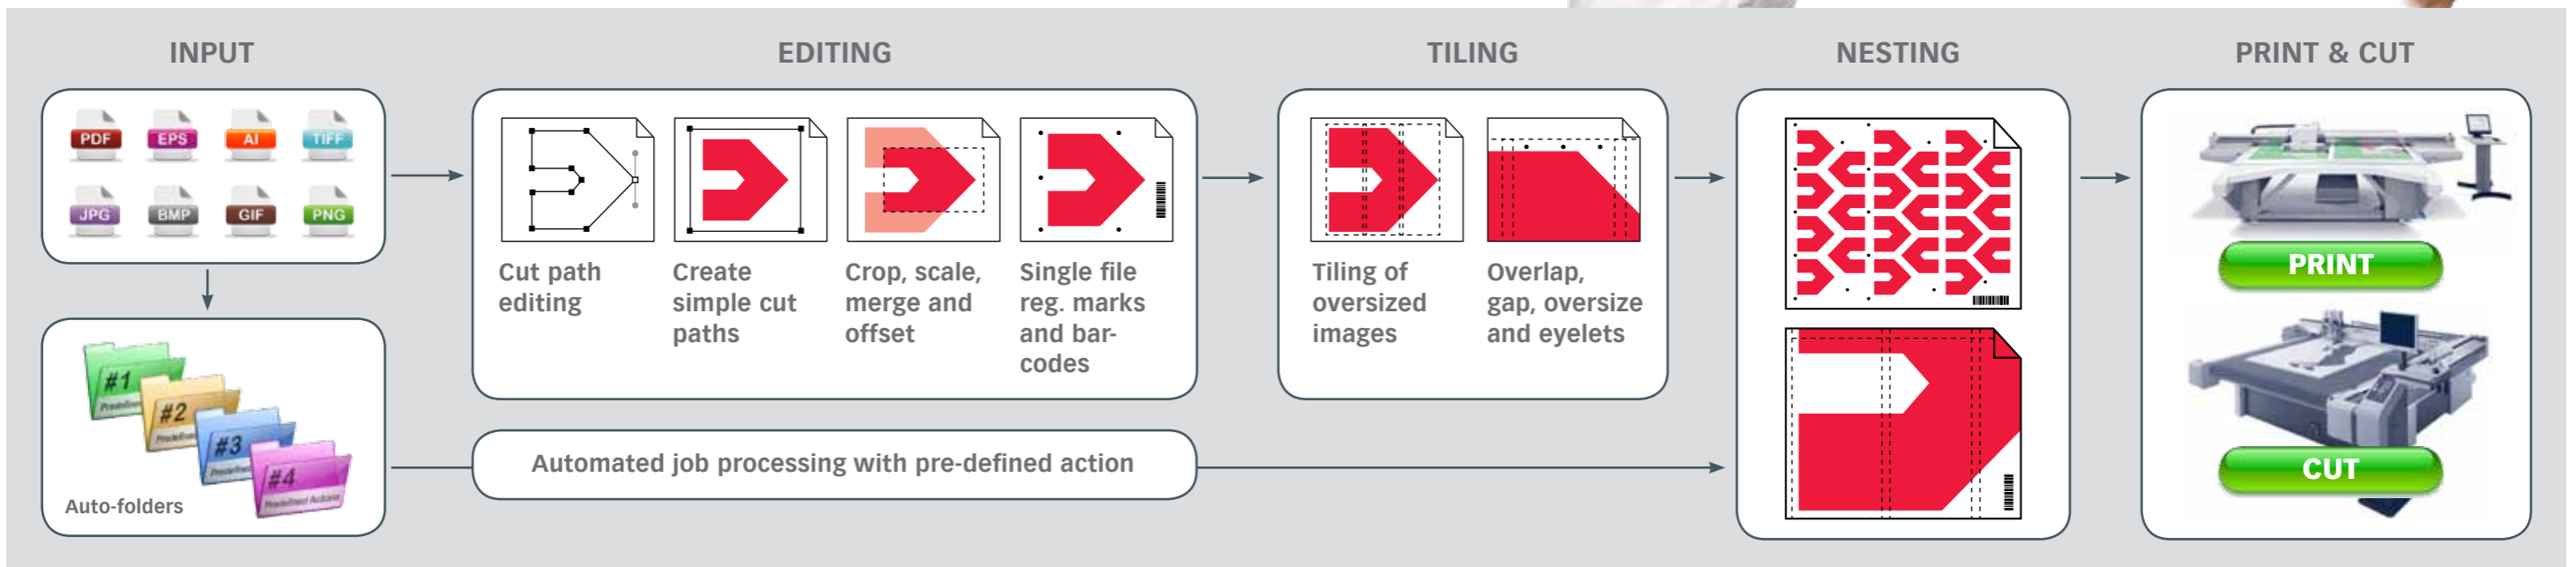 INPUT
EDITING
TILING
NESTING
PRINT & CUT
PDF
EPS
AI
TIFF
JPG
BMP
GIF
PNG
Cut path
editing
Create
simple cut
paths
Crop, scale,
merge and
offset
Single file
reg. marks
and bar-
codes
Tiling of
oversized
images
Overlap,
gap, oversize
and eyelets
PRINT
CUT
#1
#2
#3
#4
Predefined Actions
Auto-folders
Automated job processing with pre-defined action